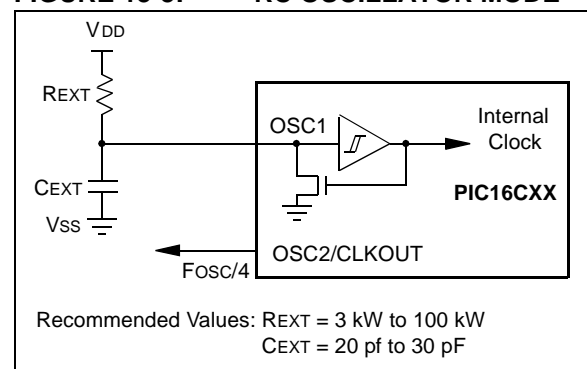 FIGURE 13-5: RC OSCILLATOR MODE
VDD
REXT
OSC1
Internal
Clock
CEXT
PIC16CXX
VSS
OSC2/CLKOUT
FOSC/4
Recommended Values: REXT = 3 kW to 100 kW
CEXT = 20 pf to 30 pF